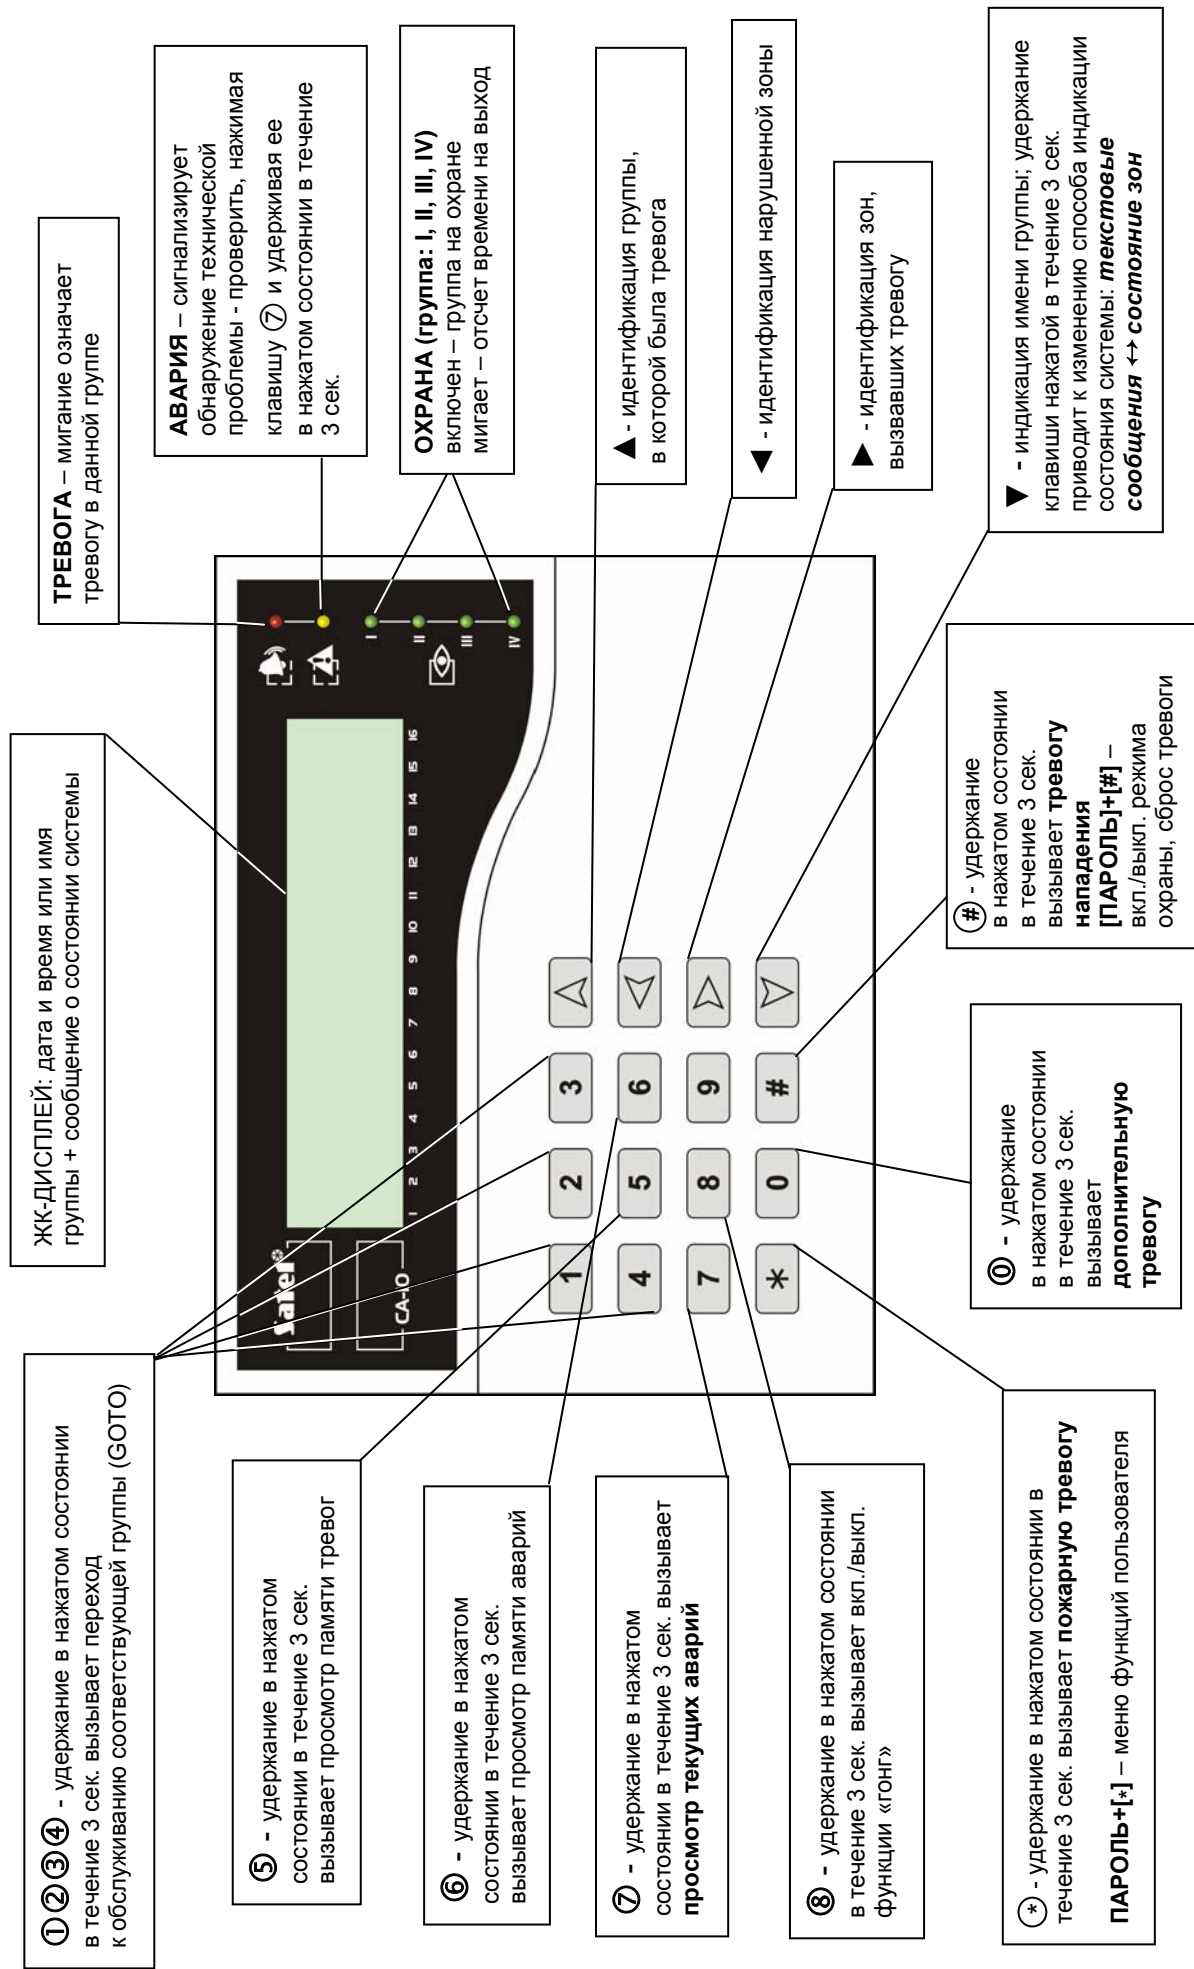 ЖК-ДИСПЛЕЙ: дата и время или имя
группы + сообщение о состоянии системы
ТРЕВОГА – мигание означает
тревогу в данной группе
АВАРИЯ – сигнализирует
обнаружение технической
проблемы - проверить, нажимая
клавишу ⑦ и удерживая ее
в нажатом состоянии в течение
3 сек.
ОХРАНА (группа: I, II, III, IV)
включен – группа на охране
мигает – отсчет времени на выход
▲ - идентификация группы,
в которой была тревога
◄ - идентификация нарушенной зоны
► - идентификация зон,
вызвавших тревогу
▼ - индикация имени группы; удержание
клавиши нажатой в течение 3 сек.
приводит к изменению способа индикации
состояния системы: текстовые
сообщения ↔ состояние зон
①②③④ - удержание в нажатом состоянии
в течение 3 сек. вызывает переход
к обслуживанию соответствующей группы (GOTO)
⑤ - удержание в нажатом
состоянии в течение 3 сек.
вызывает просмотр памяти тревог
⑥ - удержание в нажатом
состоянии в течение 3 сек.
вызывает просмотр памяти аварий
⑦ - удержание в нажатом
состоянии в течение 3 сек. вызывает
просмотр текущих аварий
⑧ - удержание в нажатом состоянии
в течение 3 сек. вызывает вкл./выкл.
функции «гонг»
(*) - удержание в нажатом состоянии в
течение 3 сек. вызывает пожарную тревогу
ПАРОЛЬ+[*] – меню функций пользователя
⓪ - удержание
в нажатом состоянии
в течение 3 сек.
вызывает
дополнительную
тревогу
(#) - удержание
в нажатом состоянии
в течение 3 сек.
вызывает тревогу
нападения
[ПАРОЛЬ]+[#] –
вкл./выкл. режима
охраны, сброс тревоги
Satel®
CA-10
1 2 3 4 5 6 7 8 9 10 11 12 13 14 15 16
I
II
III
IV
1 2 3
4 5 6
7 8 9
* 0 #